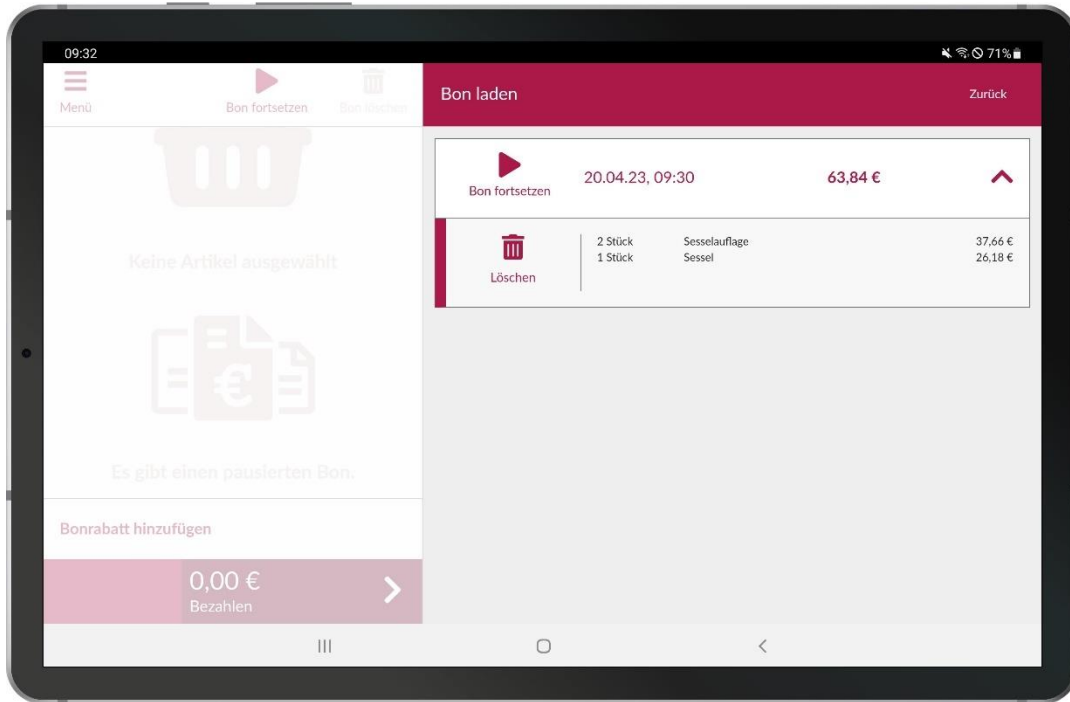 09:32
71%
Menü
Bon fortsetzen
Bon löschen
Keine Artikel ausgewählt
€
Es gibt einen pausierten Bon.
Bonrabatt hinzufügen
0,00 €
Bezahlen
Bon laden
Zurück
Bon fortsetzen
20.04.23, 09:30
63,84 €
Löschen
2 Stück Sesselauflage 37,66 €
1 Stück Sessel 26,18 €